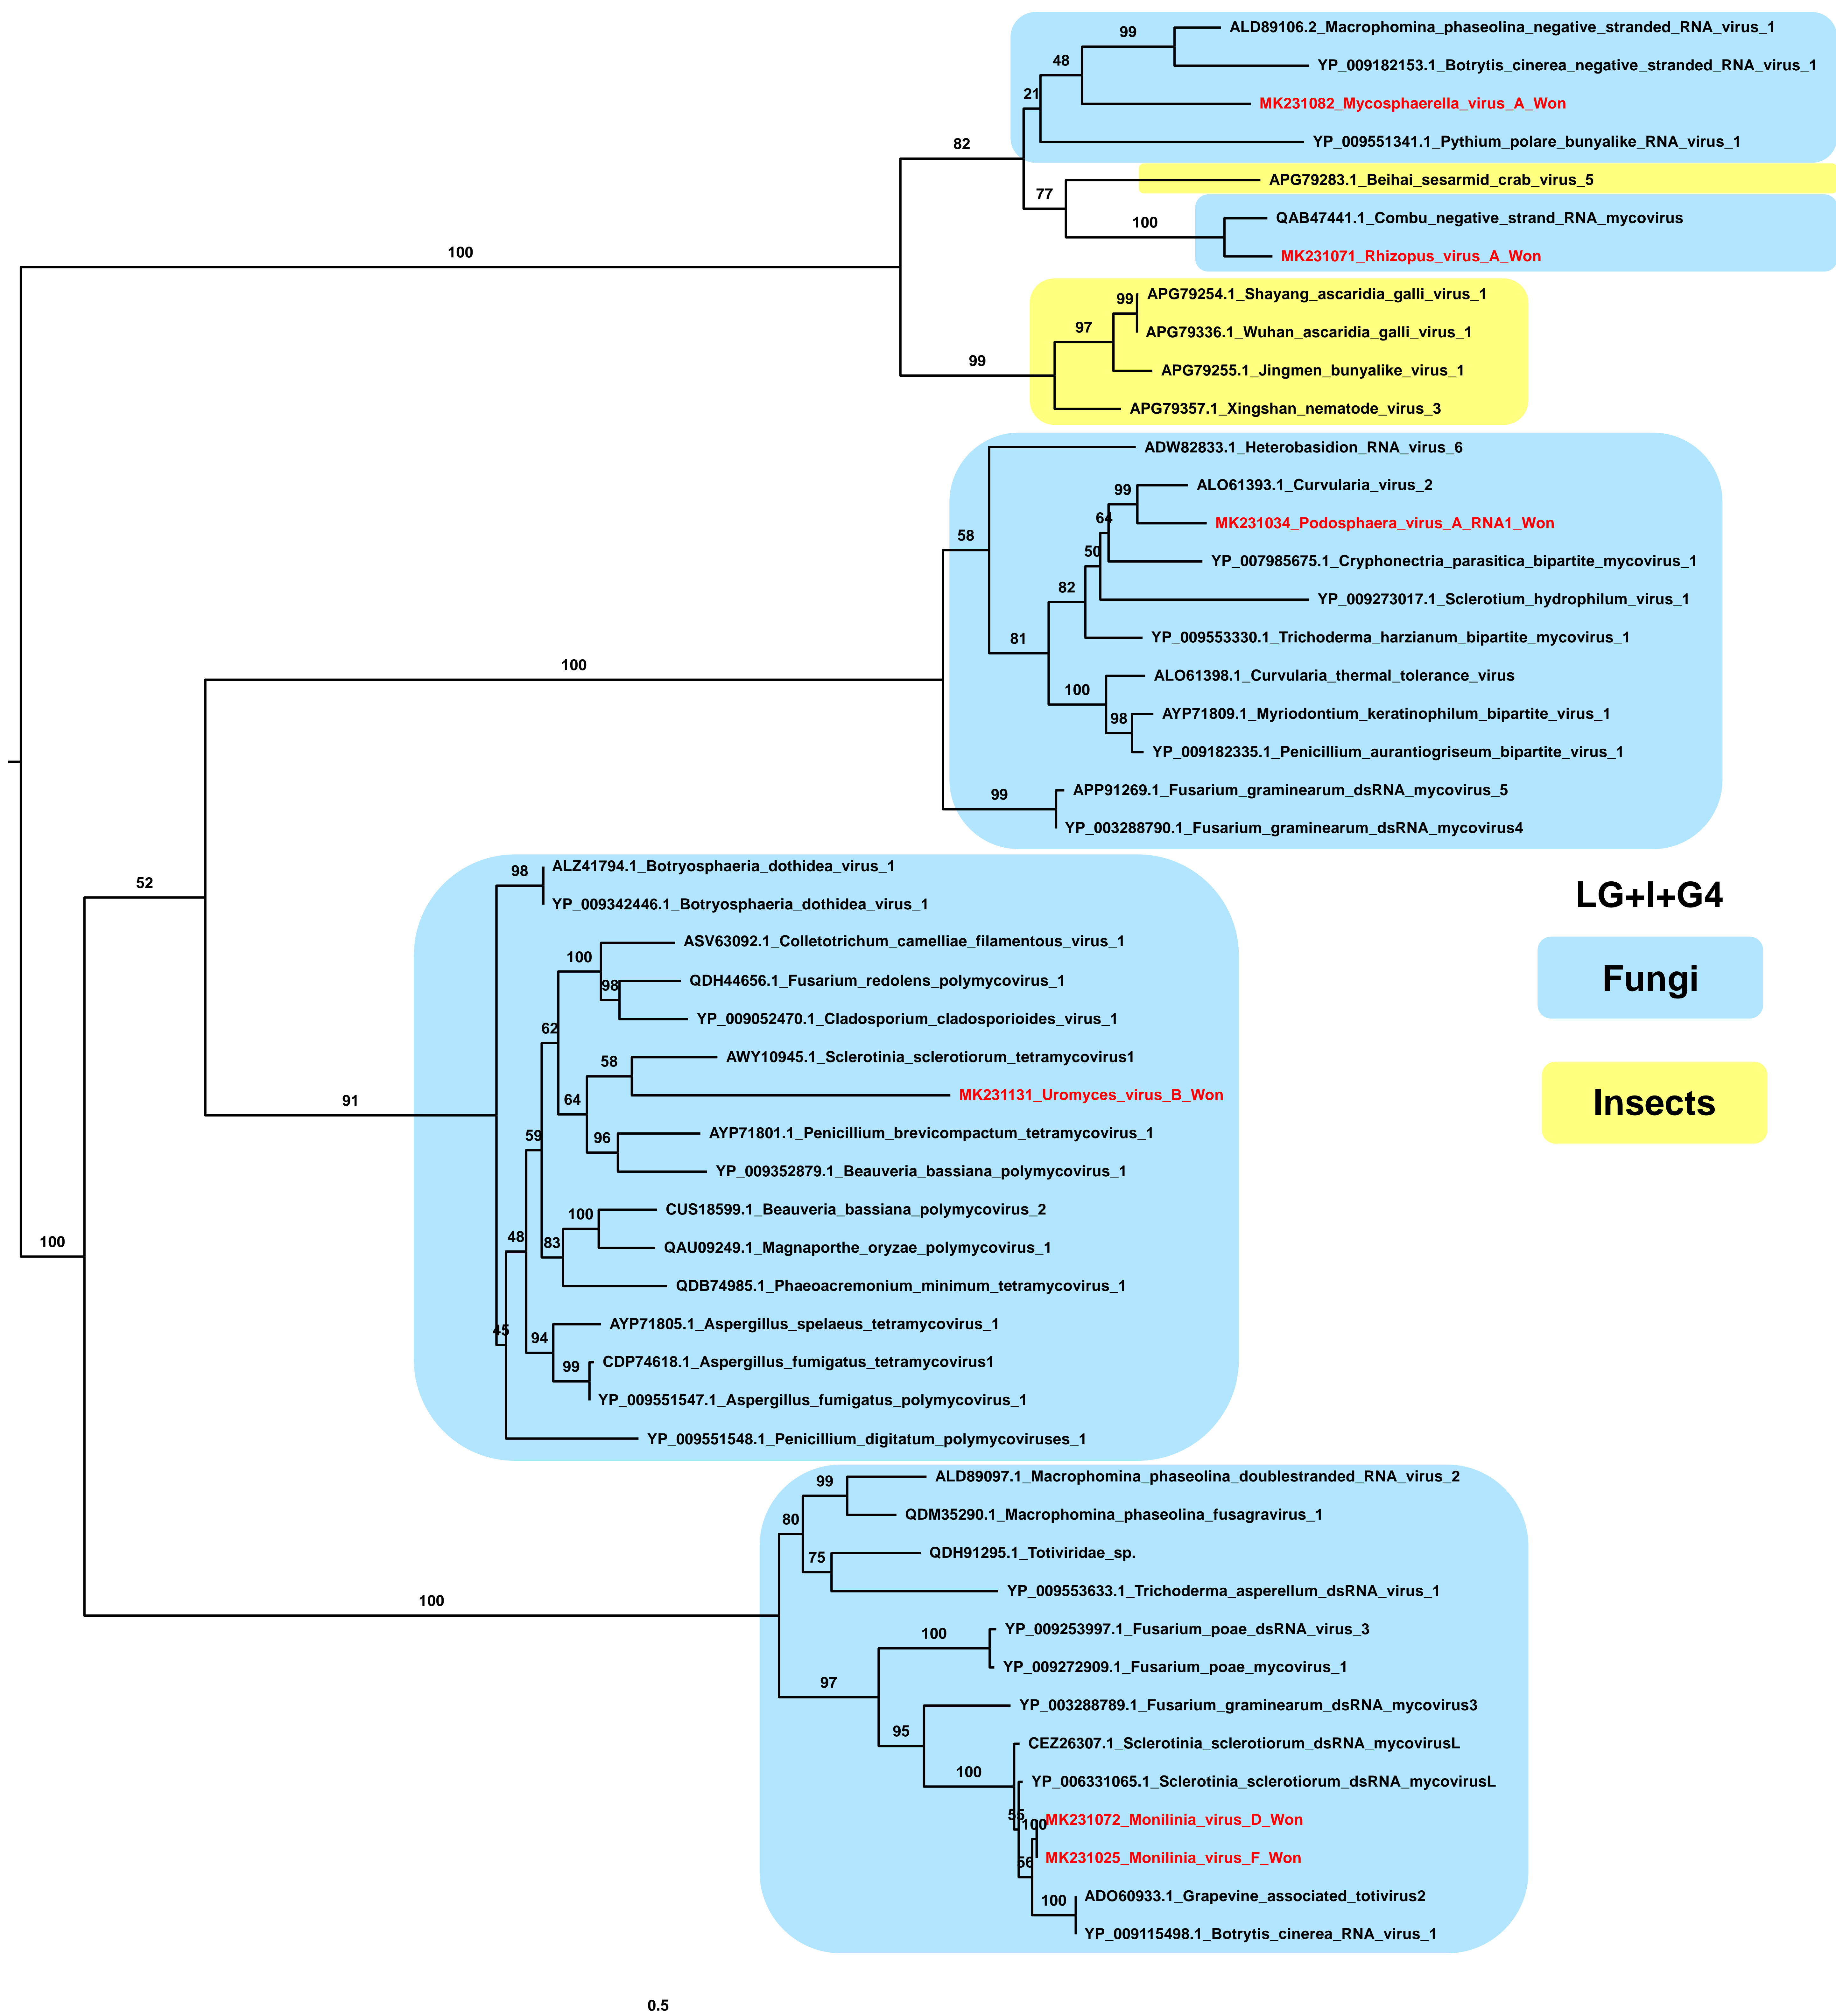 ALD89106.2_Macrophomina_phaseolina_negative_stranded_RNA_virus_1
99
48
YP_009182153.1_Botrytis_cinerea_negative_stranded_RNA_virus_1
21
MK231082_Mycosphaerella_virus_A_Won
82
YP_009551341.1_Pythium_polare_bunyalike_RNA_virus_1
APG79283.1_Beihai_sesarmid_crab_virus_5
77
QAB47441.1_Combu_negative_strand_RNA_mycovirus
100
100
MK231071_Rhizopus_virus_A_Won
APG79254.1_Shayang_ascaridia_galli_virus_1
99
97
APG79336.1_Wuhan_ascaridia_galli_virus_1
99
APG79255.1_Jingmen_bunyalike_virus_1
APG79357.1_Xingshan_nematode_virus_3
ADW82833.1_Heterobasidion_RNA_virus_6
ALO61393.1_Curvularia_virus_2
99
64
MK231034_Podosphaera_virus_A_RNA1_Won
58
50
YP_007985675.1_Cryphonectria_parasitica_bipartite_mycovirus_1
82
YP_009273017.1_Sclerotium_hydrophilum_virus_1
81
YP_009553330.1_Trichoderma_harzianum_bipartite_mycovirus_1
100
ALO61398.1_Curvularia_thermal_tolerance_virus
100
AYP71809.1_Myriodontium_keratinophilum_bipartite_virus_1
98
YP_009182335.1_Penicillium_aurantiogriseum_bipartite_virus_1
99
APP91269.1_Fusarium_graminearum_dsRNA_mycovirus_5
YP_003288790.1_Fusarium_graminearum_dsRNA_mycovirus4
52
98
ALZ41794.1_Botryosphaeria_dothidea_virus_1
YP_009342446.1_Botryosphaeria_dothidea_virus_1
LG+I+G4
ASV63092.1_Colletotrichum_camelliae_filamentous_virus_1
100
98
QDH44656.1_Fusarium_redolens_polymycovirus_1
Fungi
62
YP_009052470.1_Cladosporium_cladosporioides_virus_1
58
AWY10945.1_Sclerotinia_sclerotiorum_tetramycovirus1
91
64
MK231131_Uromyces_virus_B_Won
Insects
59
96
AYP71801.1_Penicillium_brevicompactum_tetramycovirus_1
YP_009352879.1_Beauveria_bassiana_polymycovirus_1
100
CUS18599.1_Beauveria_bassiana_polymycovirus_2
100
48
83
QAU09249.1_Magnaporthe_oryzae_polymycovirus_1
QDB74985.1_Phaeoacremonium_minimum_tetramycovirus_1
45
94
AYP71805.1_Aspergillus_spelaeus_tetramycovirus_1
99
CDP74618.1_Aspergillus_fumigatus_tetramycovirus1
YP_009551547.1_Aspergillus_fumigatus_polymycovirus_1
YP_009551548.1_Penicillium_digitatum_polymycoviruses_1
99
ALD89097.1_Macrophomina_phaseolina_doublestranded_RNA_virus_2
80
QDM35290.1_Macrophomina_phaseolina_fusagravirus_1
75
QDH91295.1_Totiviridae_sp.
YP_009553633.1_Trichoderma_asperellum_dsRNA_virus_1
100
100
YP_009253997.1_Fusarium_poae_dsRNA_virus_3
97
YP_009272909.1_Fusarium_poae_mycovirus_1
95
YP_003288789.1_Fusarium_graminearum_dsRNA_mycovirus3
100
CEZ26307.1_Sclerotinia_sclerotiorum_dsRNA_mycovirusL
YP_006331065.1_Sclerotinia_sclerotiorum_dsRNA_mycovirusL
55
100
MK231072_Monilinia_virus_D_Won
56
MK231025_Monilinia_virus_F_Won
100
ADO60933.1_Grapevine_associated_totivirus2
YP_009115498.1_Botrytis_cinerea_RNA_virus_1
0.5